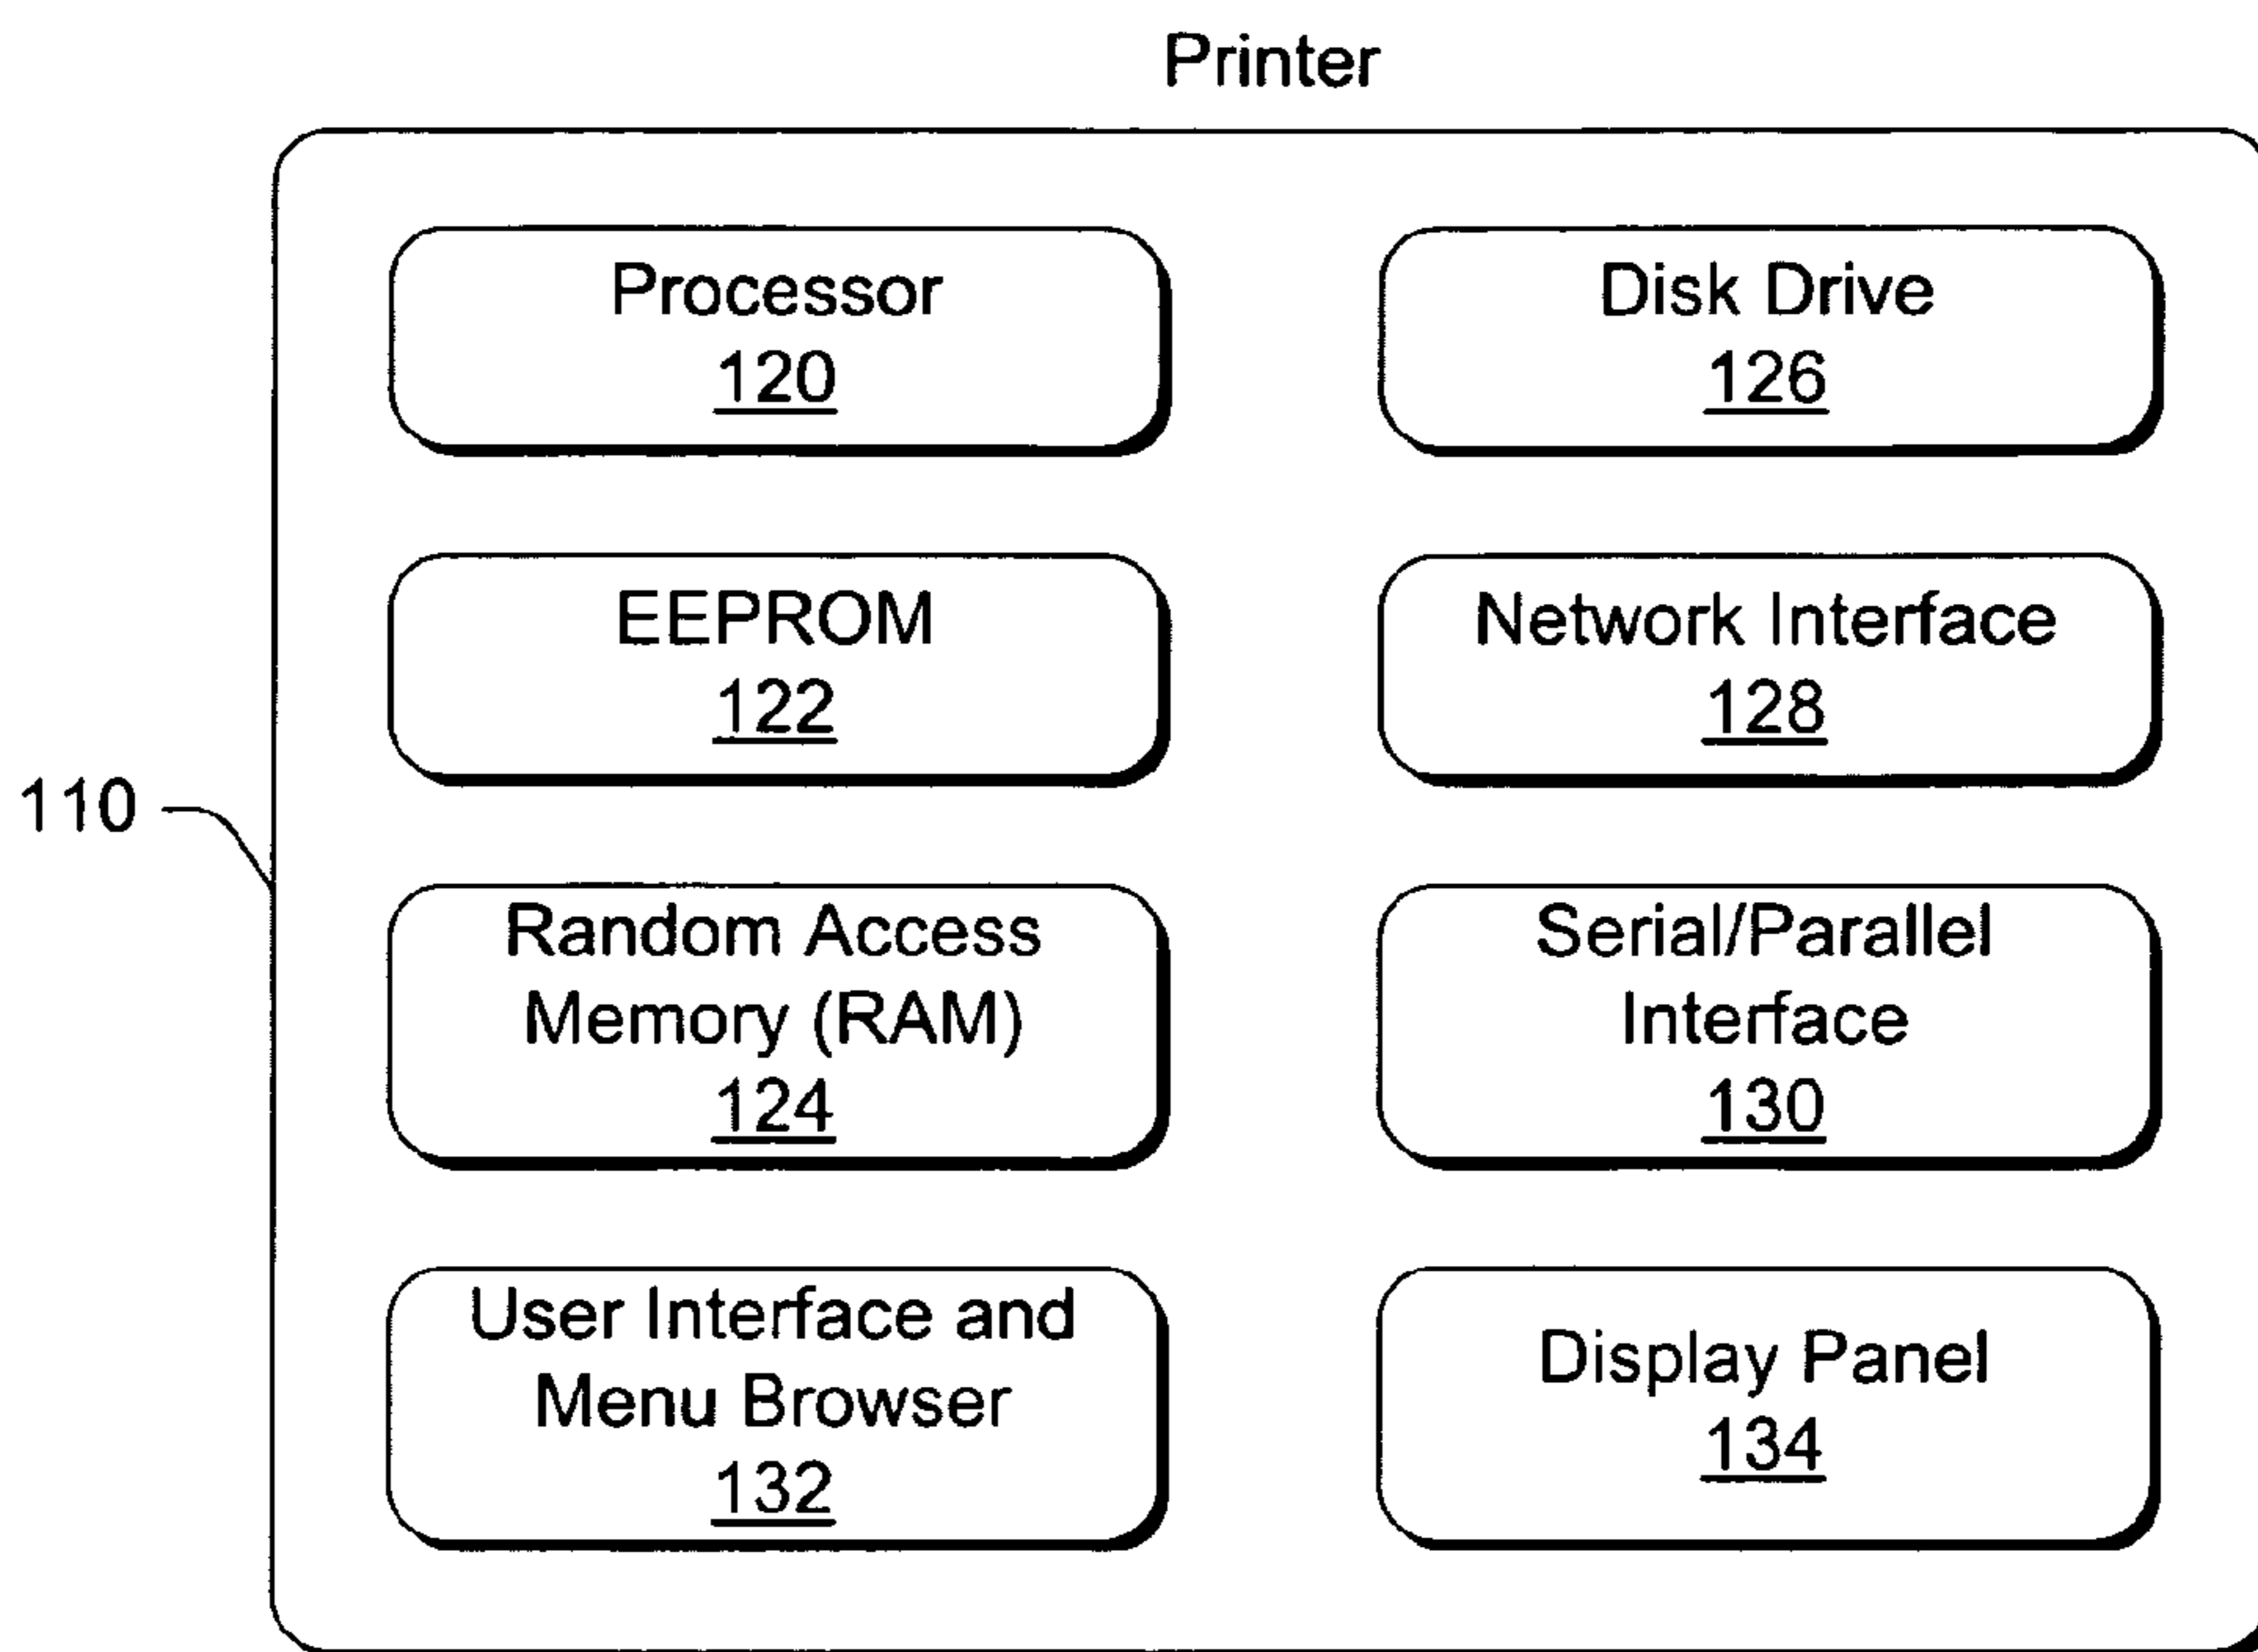 Printer
Processor
120
Disk Drive
126
EEPROM
122
Network Interface
128
110
Random Access
Memory (RAM)
124
Serial/Parallel
Interface
130
User Interface and
Menu Browser
132
Display Panel
134